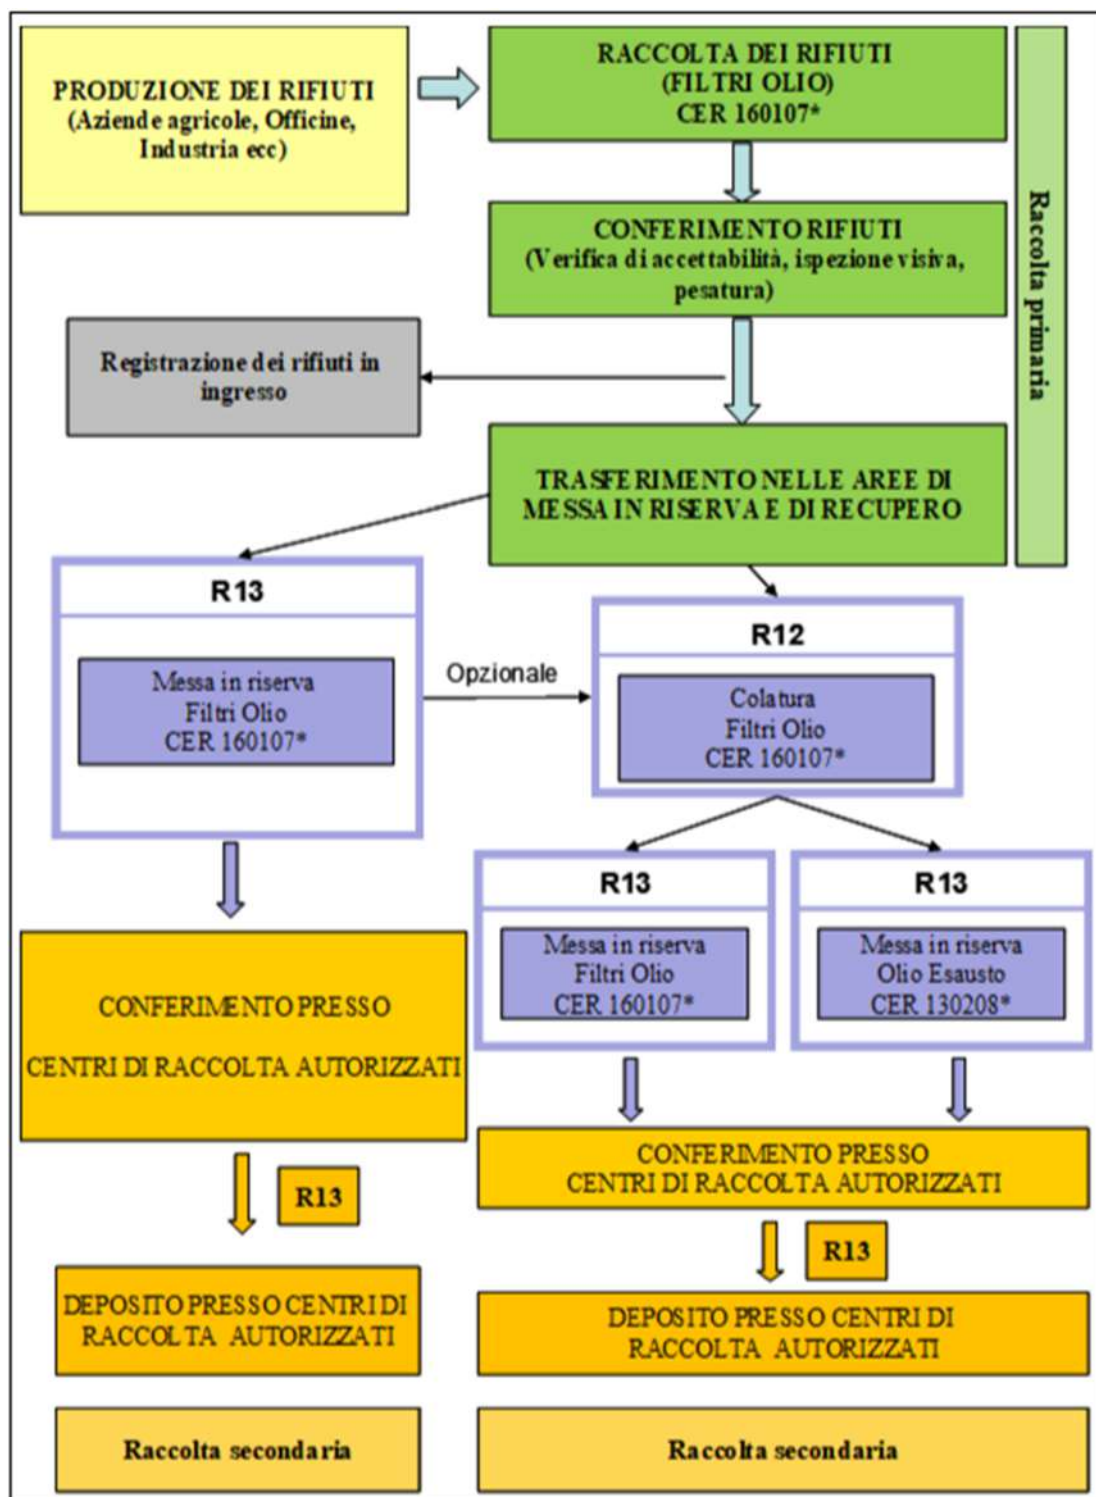 PRODUZIONE DEI RIFIUTI
(Aziende agricole, Officine,
Industria ecc)
RACCOLTA DEI RIFIUTI
(FILTRI OLIO)
CER 160107*
CONFERIMENTO RIFIUTI
(Verifica di accettabilità, ispezione visiva,
pesatura)
Raccolta primaria
Registrazione dei rifiuti in
ingresso
TRASFERIMENTO NELLE AREE DI
MESSA IN RISERVA E DI RECUPERO
R13
Messa in riserva
Filtri Olio
CER 160107*
Opzionale
R12
Colatura
Filtri Olio
CER 160107*
R13
Messa in riserva
Filtri Olio
CER 160107*
R13
Messa in riserva
Olio Esausto
CER 130208*
CONFERIMENTO PRESSO
CENTRI DI RACCOLTA AUTORIZZATI
R13
DEPOSITO PRESSO CENTRI DI
RACCOLTA AUTORIZZATI
Raccolta secondaria
CONFERIMENTO PRESSO
CENTRI DI RACCOLTA AUTORIZZATI
R13
DEPOSITO PRESSO CENTRI DI
RACCOLTA AUTORIZZATI
Raccolta secondaria